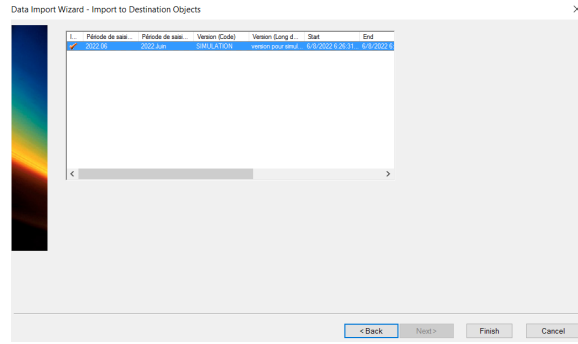 Data Import Wizard - Import to Destination Objects
I... Période de saisi... Période de saisi... Version (Code) Version (Long d... Start End
2022.06 2022.Juin SIMULATION version pour simul... 6/8/2022 6:26:31... 6/8/2022 6
< Back Next > Finish Cancel